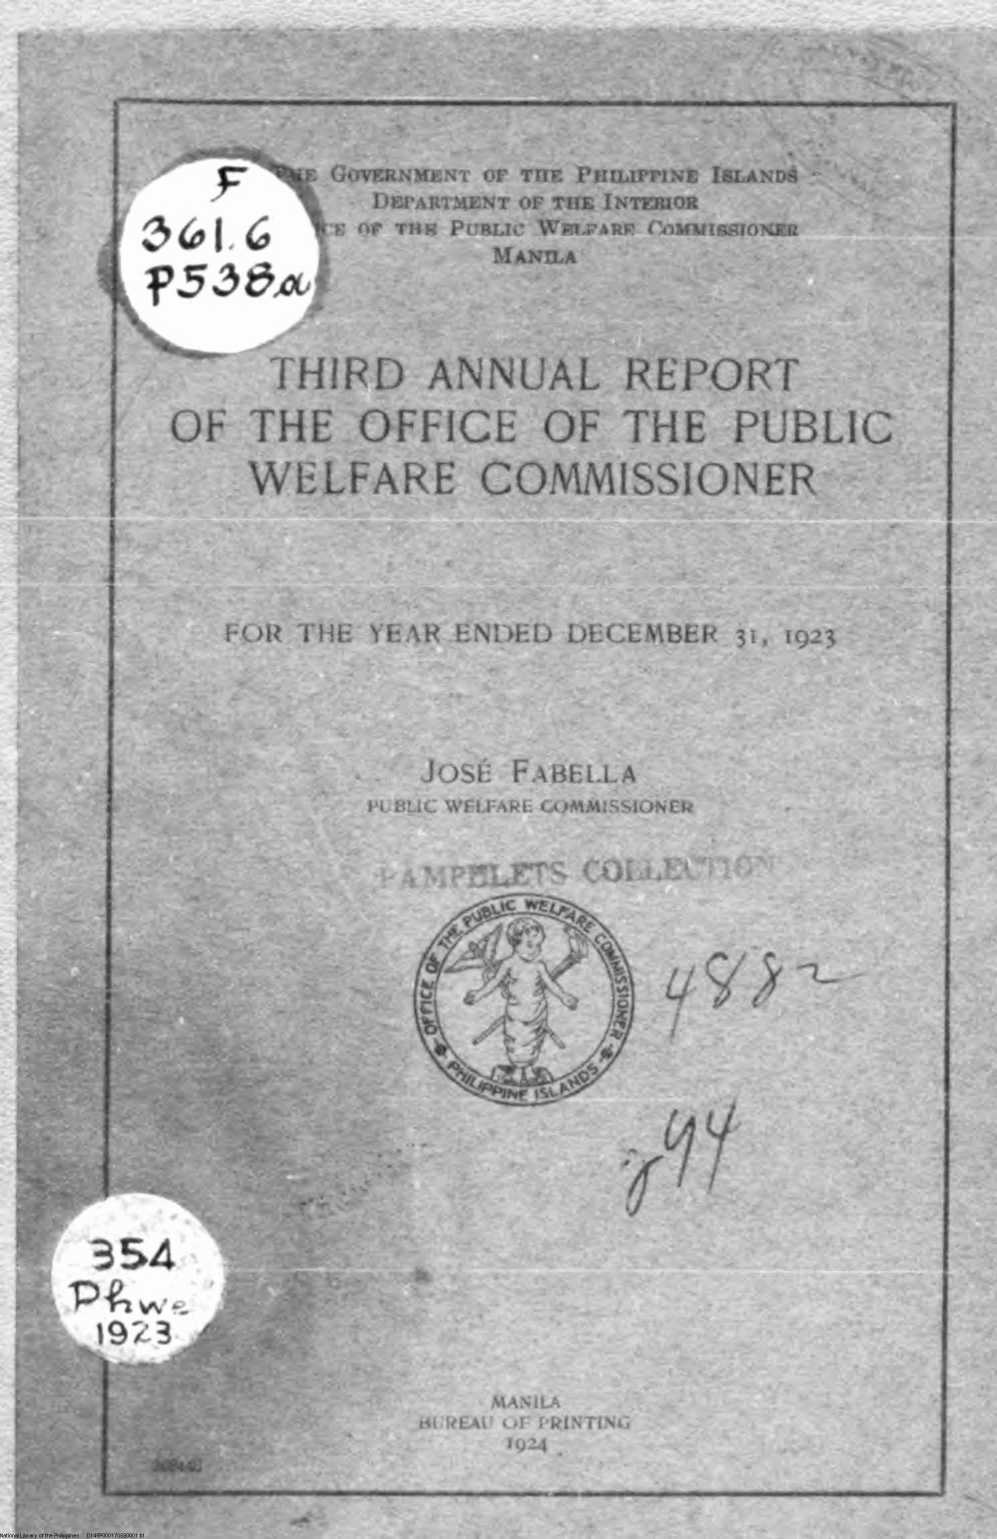 F
361.6
P538a
THE GOVERNMENT OF THE PHILIPPINE ISLANDS
DEPARTMENT OF THE INTERIOR
CE OF THE PUBLIC WELFARE COMMISSIONER
MANILA
THIRD ANNUAL REPORT
OF THE OFFICE OF THE PUBLIC
WELFARE COMMISSIONER
FOR THE YEAR ENDED DECEMBER 31, 1923
JOSÉ FABELLA
PUBLIC WELFARE COMMISSIONER
PAMPHLETS COLLECTION
OFFICE OF THE PUBLIC WELFARE COMMISSIONER
PHILIPPINE ISLANDS
4882
94
354
Phwe
1923
MANILA
BUREAU OF PRINTING
1924